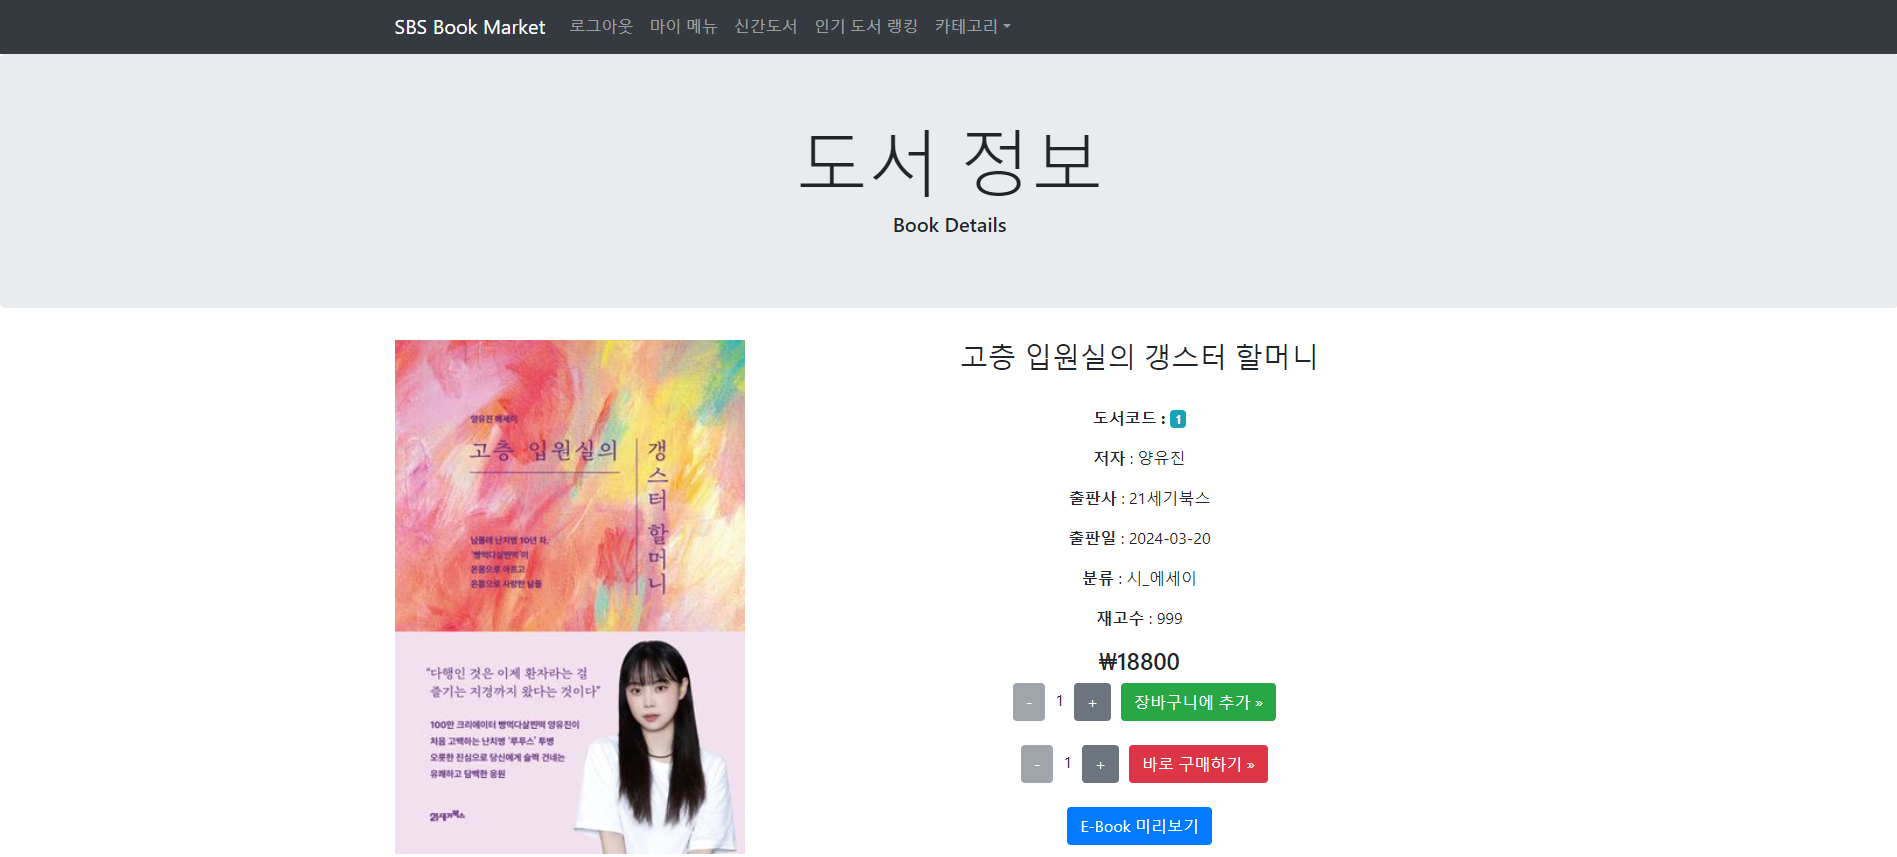 SBS Book Market 로그아웃 마이 메뉴 신간도서 인기 도서 랭킹 카테고리
도서 정보
Book Details
양유진 에세이
고층 입원실의
갱스터 할머니
남몰래 난치병 10년 차,
'빵먹다살찐떡'이
온몸으로 아프고
온몸으로 사랑한 날들
“다행인 것은 이제 환자라는 걸
즐기는 지경까지 왔다는 것이다”
100만 크리에이터 빵먹다살찐떡 양유진이
처음 고백하는 난치병 '루푸스' 투병
오롯한 진심으로 당신에게 슬쩍 건네는
유쾌하고 담백한 응원
21세기북스
고층 입원실의 갱스터 할머니
도서코드 : 1
저자 : 양유진
출판사 : 21세기북스
출판일 : 2024-03-20
분류 : 시_에세이
재고수 : 999
₩18800
- 1 + 장바구니에 추가 »
- 1 + 바로 구매하기 »
E-Book 미리보기